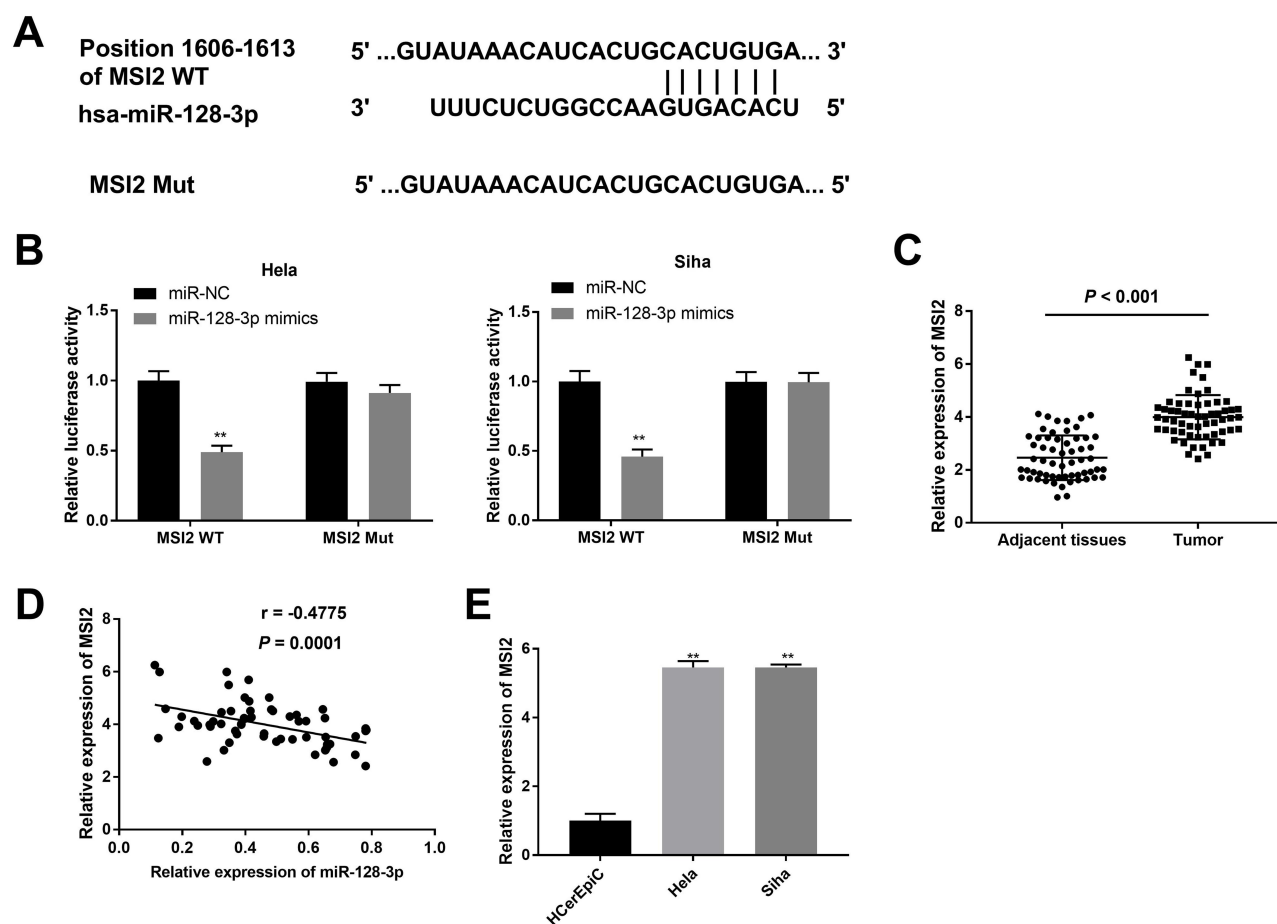 A
Position 1606-1613 5' ...GUAUAAACAUCACUGCACUGUGA... 3'
of MSI2 WT
hsa-miR-128-3p 3' UUUCUCUGGCCAAGUGACACU 5'
MSI2 Mut 5' ...GUAUAAACAUCACUGCACUGUGA... 5'
B
Hela
miR-NC
miR-128-3p mimics
Relative luciferase activity
1.5
1.0
0.5
0.0
**
MSI2 WT MSI2 Mut
Siha
miR-NC
miR-128-3p mimics
Relative luciferase activity
1.5
1.0
0.5
0.0
**
MSI2 WT MSI2 Mut
C
P < 0.001
Relative expression of MSI2
8
6
4
2
0
Adjacent tissues Tumor
D
r = -0.4775
P = 0.0001
Relative expression of MSI2
8
6
4
2
0
0.0 0.2 0.4 0.6 0.8 1.0
Relative expression of miR-128-3p
E
Relative expression of MSI2
6
4
2
0
** **
HCerEpiC Hela Siha